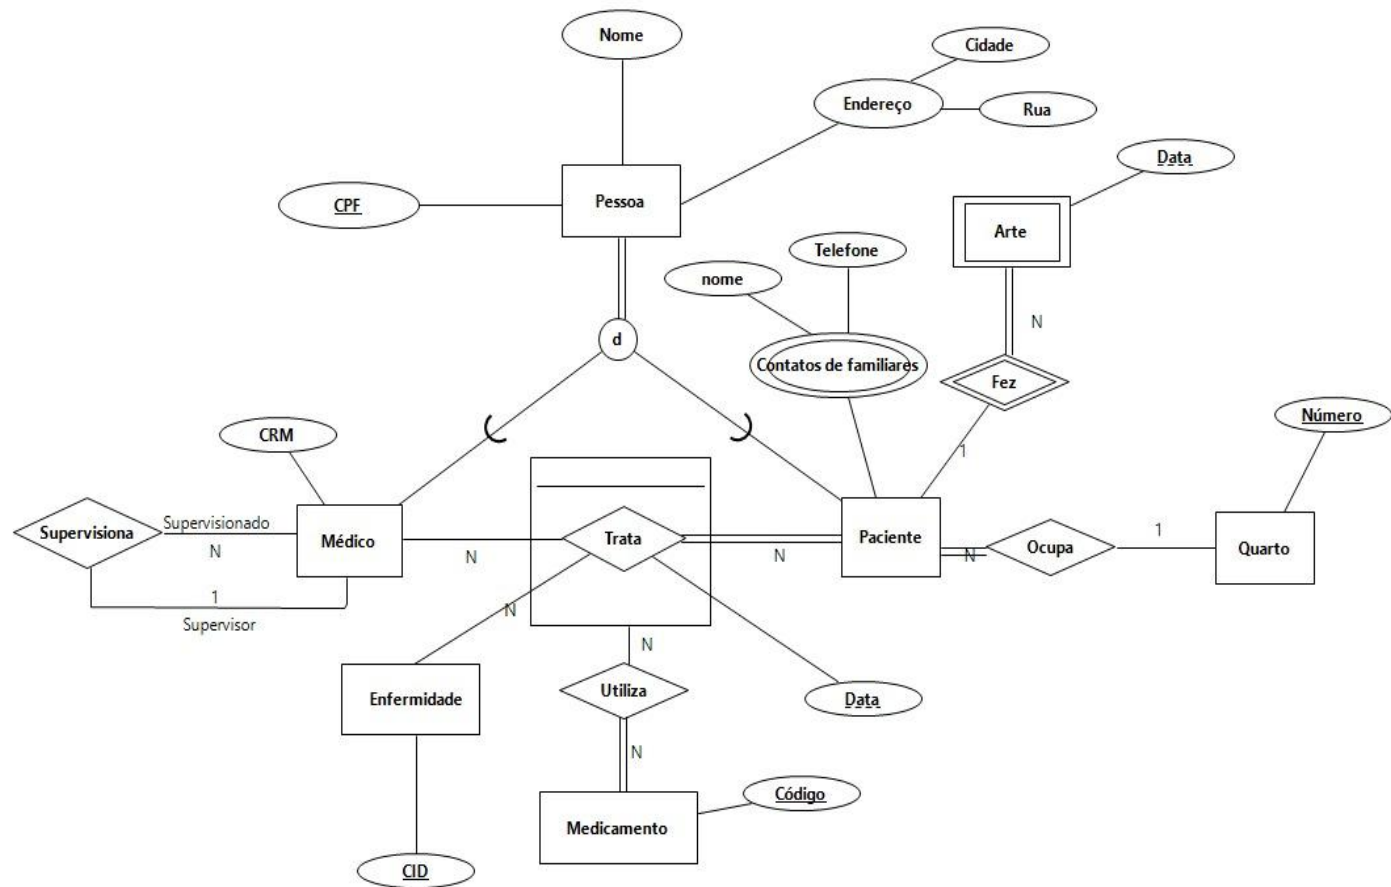 Nome
Cidade
Endereço
Rua
Data
CPF
Pessoa
Arte
Telefone
nome
N
d
Contatos de familiares
Fez
Número
CRM
1
Supervisiona
Supervisionado
N
Médico
N
Trata
N
Paciente
N
Ocupa
1
Quarto
1
Supervisor
N
N
Enfermidade
Utiliza
Data
N
Código
Medicamento
CID